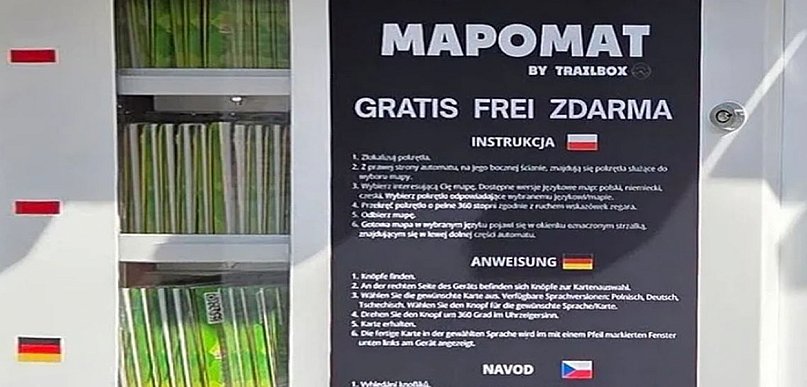 MAPOMAT
BY TRAILBOX
GRATIS FREI ZDARMA
INSTRUKCJA
1. Zlokalizuj pokrętła.
2. Z prawej strony automatu, na jego bocznej ścianie, znajdują się pokrętła służące do
wyboru mapy.
3. Wybierz interesującą Cię mapę. Dostępne wersje językowe map: polski, niemiecki,
czeski. Wybierz pokrętło odpowiadające wybranemu językowi/mapie.
4. Przekręć pokrętło o pełne 360 stopni zgodnie z ruchem wskazówek zegara.
5. Odbierz mapę.
6. Gotowa mapa w wybranym języku pojawi się w okienku oznaczonym strzałką,
znajdującym się w lewej dolnej części automatu.
ANWEISUNG
1. Knöpfe finden.
2. An der rechten Seite des Geräts befinden sich Knöpfe zur Kartenauswahl.
3. Wählen Sie die gewünschte Karte aus. Verfügbare Sprachversionen: Polnisch, Deutsch,
Tschechisch. Wählen Sie den Knopf für die gewünschte Sprache/Karte.
4. Drehen Sie den Knopf um 360 Grad im Uhrzeigersinn.
5. Karte erhalten.
6. Die fertige Karte in der gewählten Sprache wird im mit einem Pfeil markierten Fenster
unten links am Gerät angezeigt.
NAVOD
1. Vyhledání knoflíků.